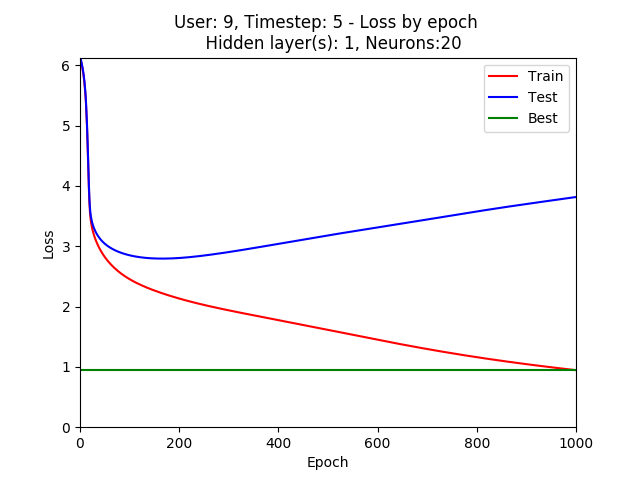 User: 9, Timestep: 5 - Loss by epoch
Hidden layer(s): 1, Neurons:20
Train
Test
Best
6
5
4
3
2
1
0
Loss
0 200 400 600 800 1000
Epoch